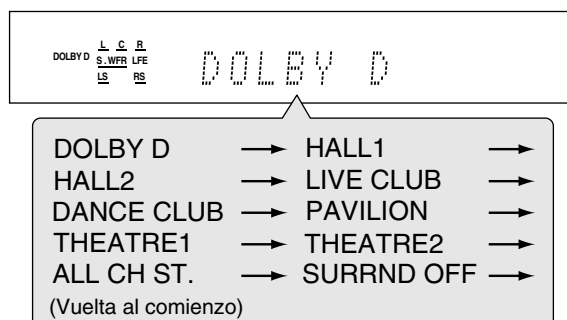 L C R
DOLBY D S.WFR LFE
LS RS
DOLBY D
DOLBY D → HALL1 →
HALL2 → LIVE CLUB →
DANCE CLUB → PAVILION →
THEATRE1 → THEATRE2 →
ALL CH ST. → SURRND OFF →
(Vuelta al comienzo)